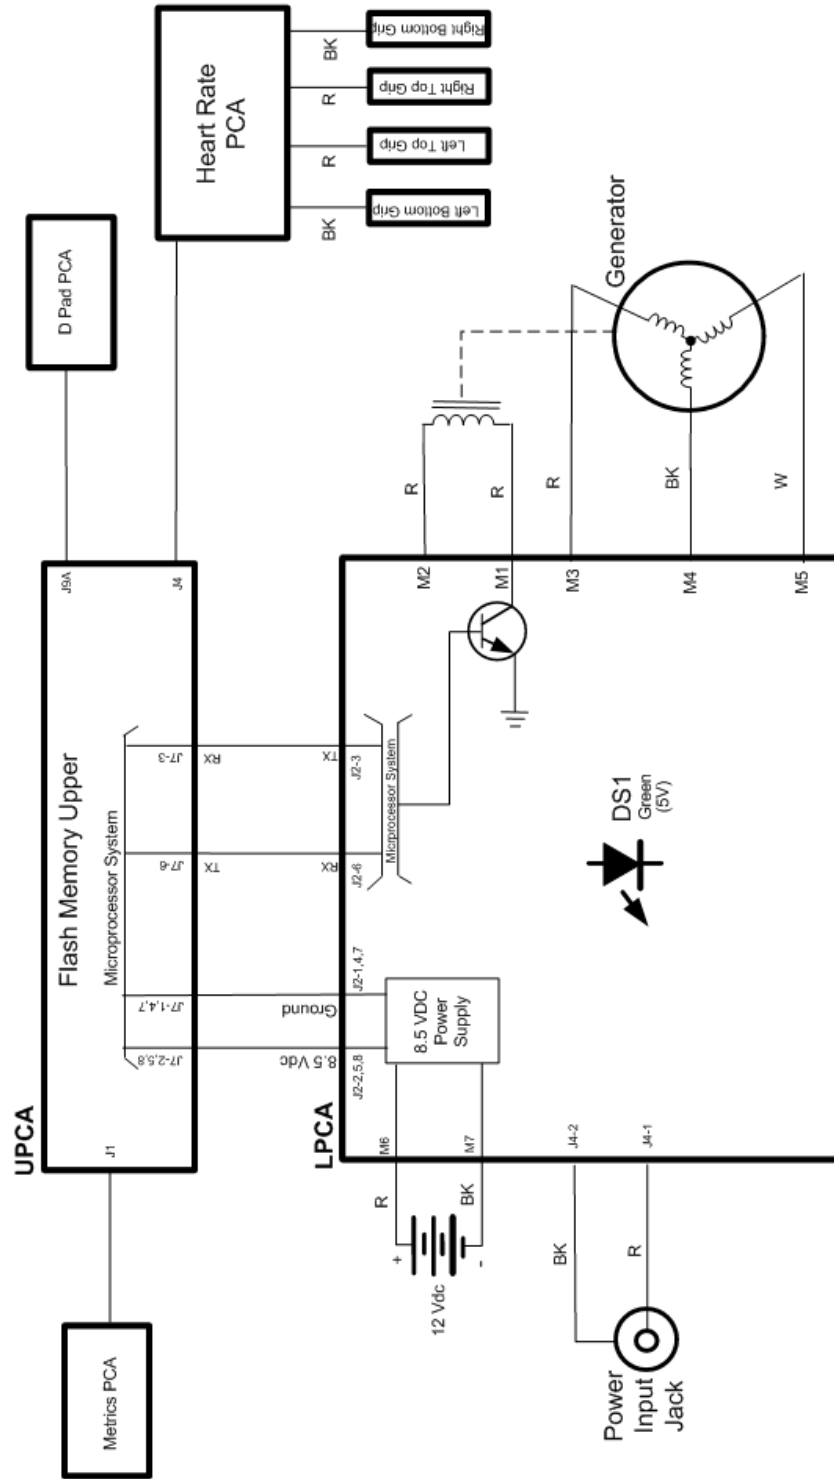 UPCA
Metrics PCA
J1
Flash Memory Upper
Microprocessor System
J9A
D Pad PCA
J4
Heart Rate
PCA
BK
Right Bottom Grip
R
Right Top Grip
R
Left Top Grip
BK
Left Bottom Grip
J7-2,5,8
J7-1,4,7
J7-6
J7-3
8.5 Vdc
Ground
TX
RX
RX
TX
LPCA
J2-2,5,8
J2-1,4,7
J2-6
J2-3
Micrprocessor System
8.5 VDC
Power
Supply
M6
M7
R
BK
+
-
12 Vdc
J4-2
J4-1
BK
R
Power
Input
Jack
DS1
Green
(5V)
M2
M1
M3
M4
M5
R
R
R
BK
W
Generator